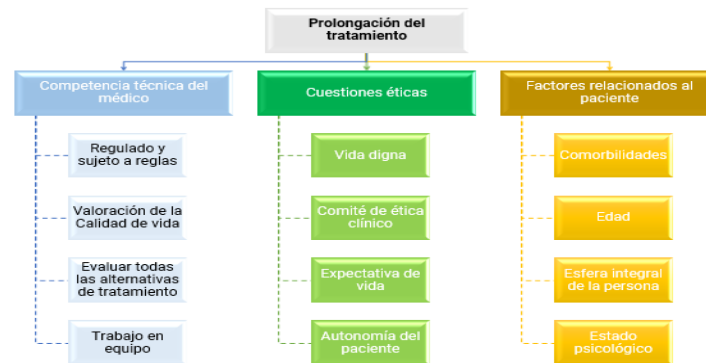 Prolongación del
tratamiento
Competencia técnica del
médico
Regulado y
sujeto a reglas
Valoración de la
Calidad de vida
Evaluar todas
las alternativas
de tratamiento
Trabajo en
equipo
Cuestiones éticas
Vida digna
Comité de ética
clínico
Expectativa de
vida
Autonomía del
paciente
Factores relacionados al
paciente
Comorbilidades
Edad
Esfera integral
de la persona
Estado
psicológico